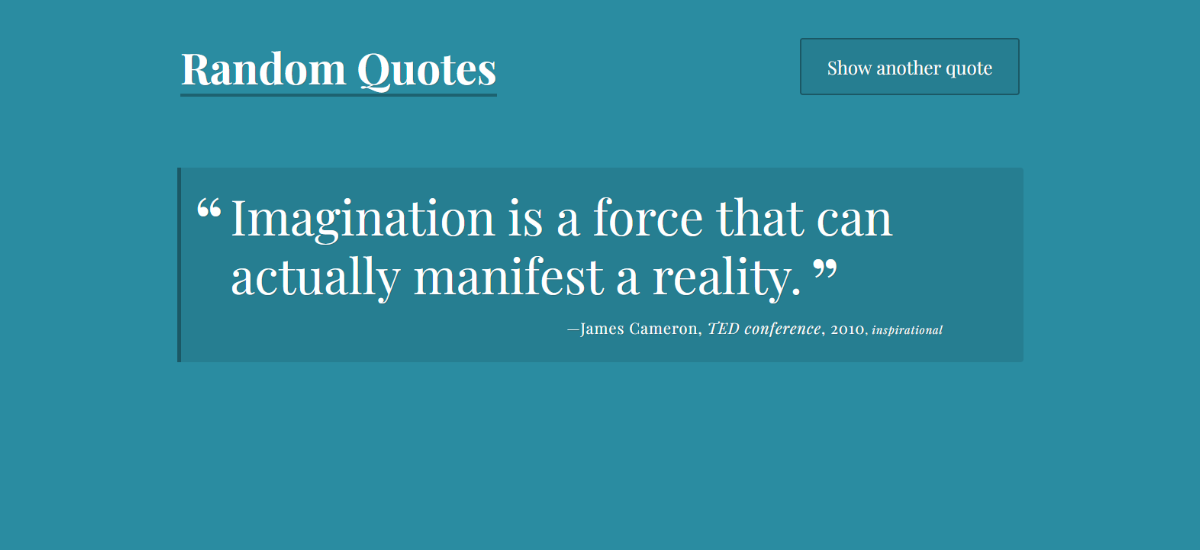 Random Quotes
Show another quote
“ Imagination is a force that can
actually manifest a reality. ”
—James Cameron, TED conference, 2010, inspirational